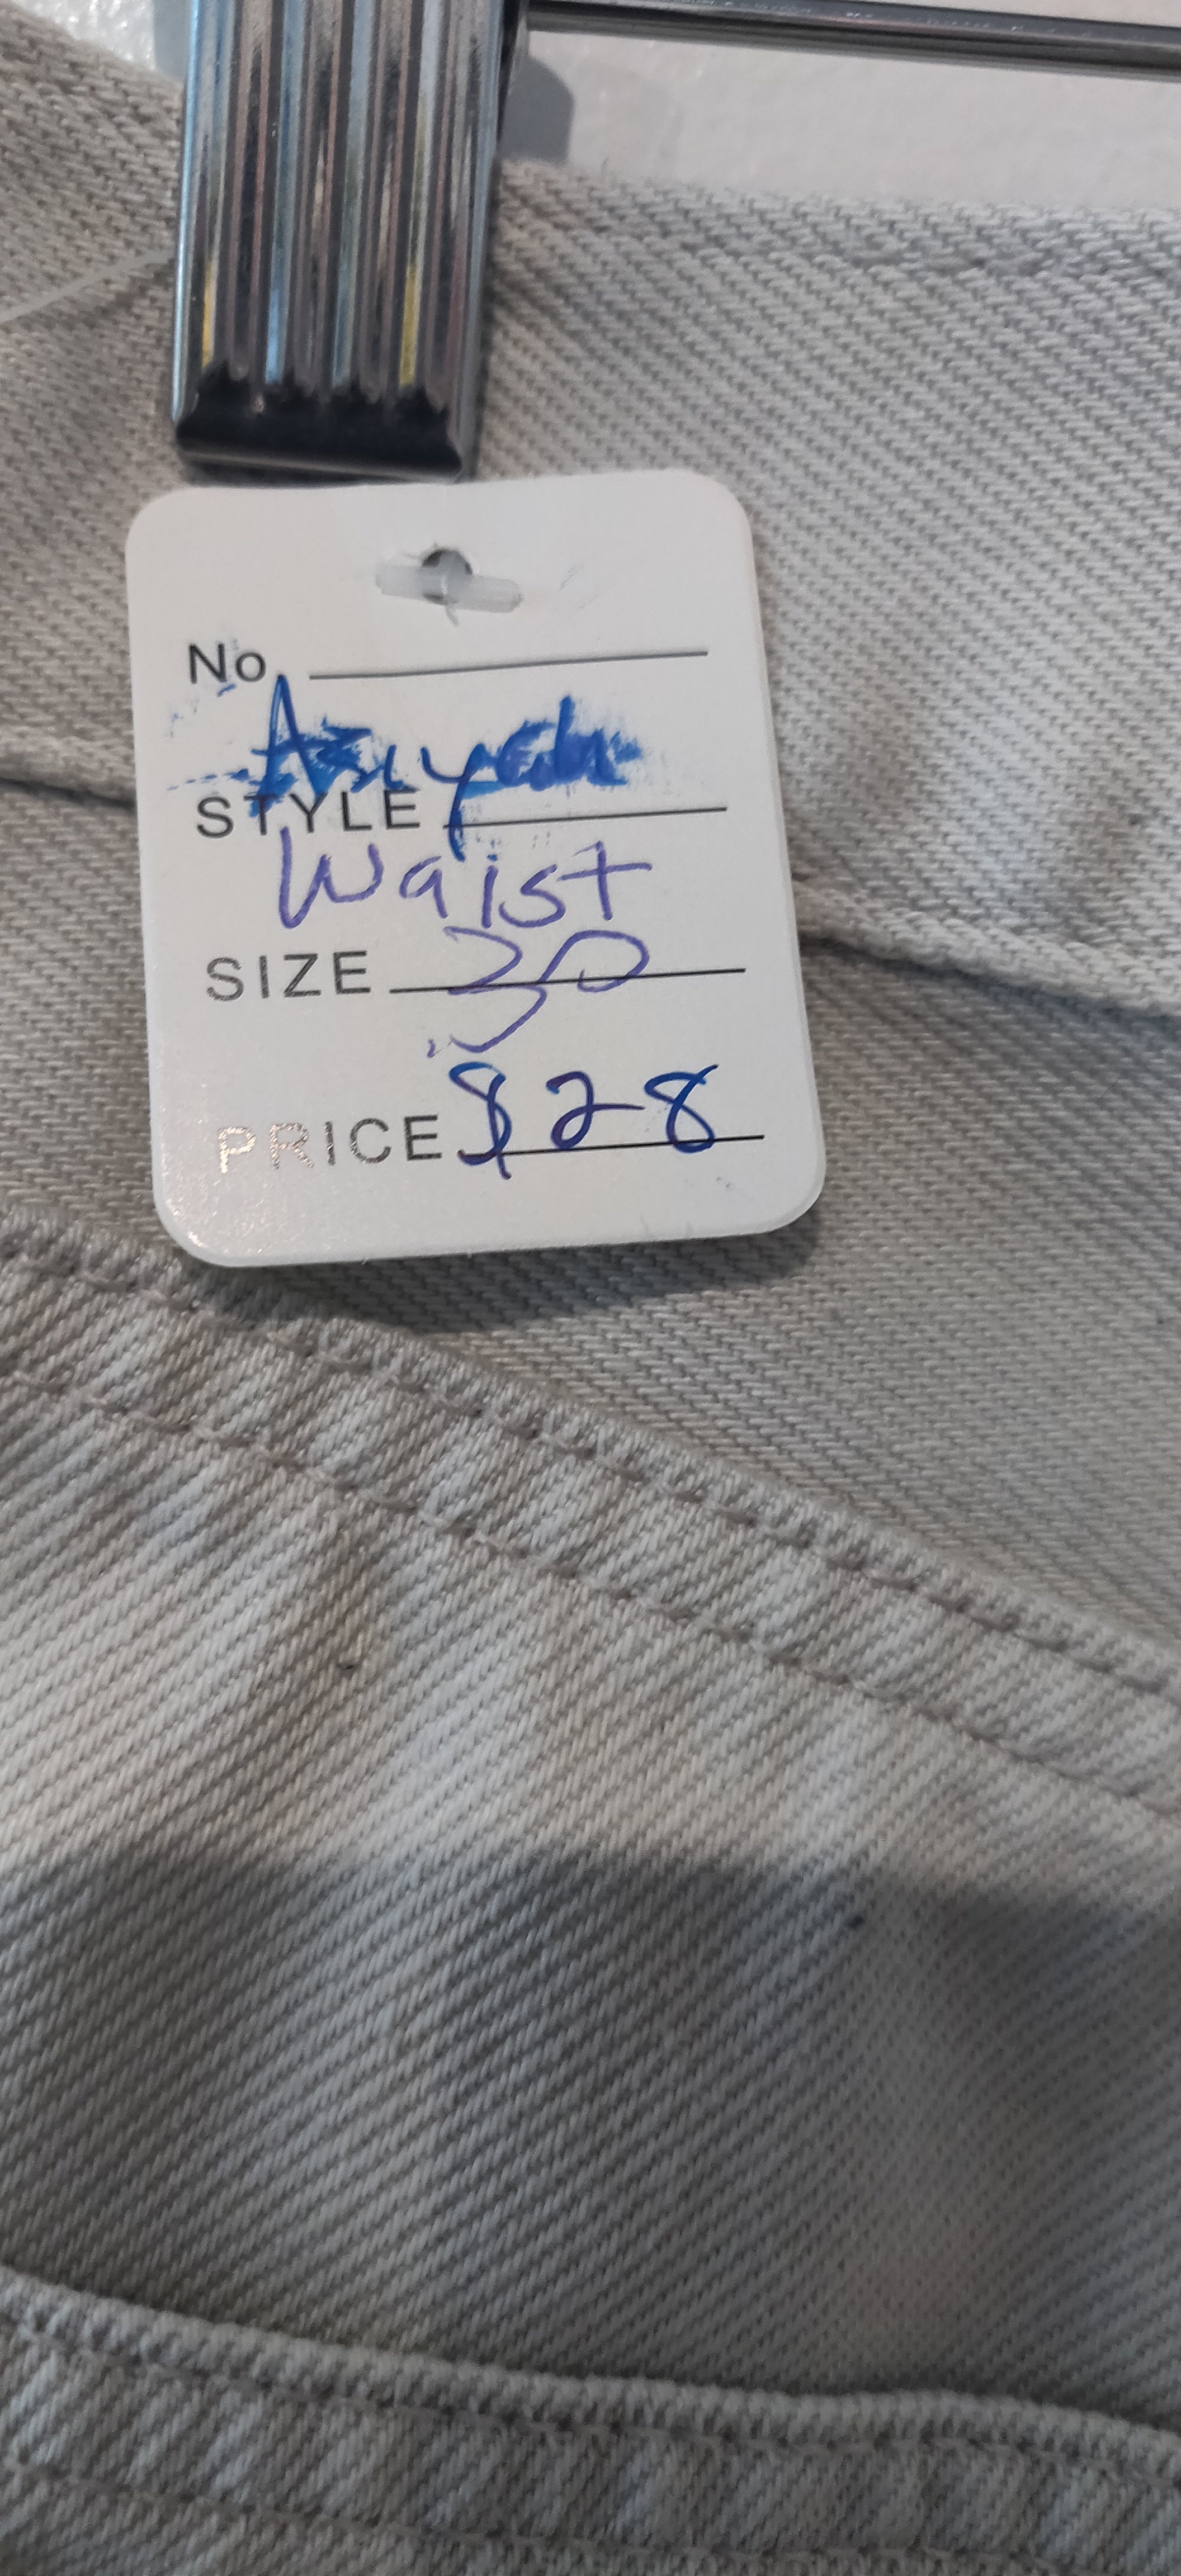 No
STYLE
Waist
SIZE 30
PRICE $28